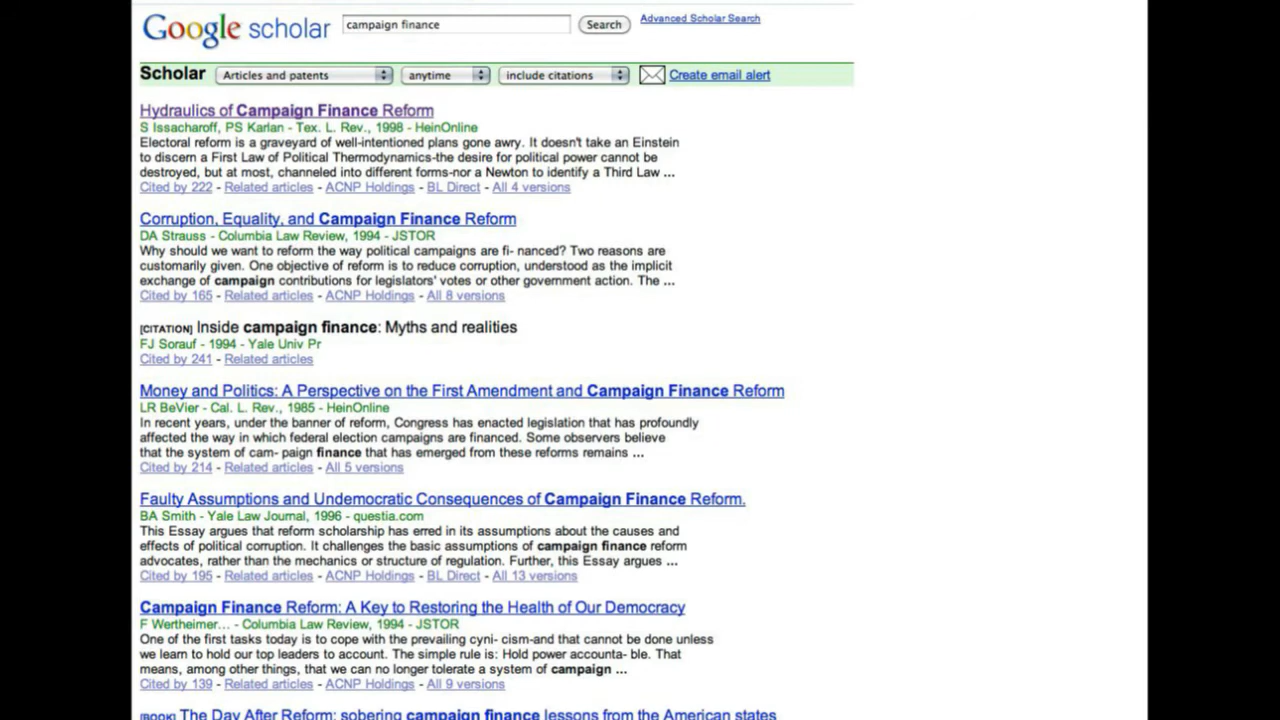 Google scholar campaign finance Search Advanced Scholar Search
Scholar Articles and patents anytime include citations Create email alert
Hydraulics of Campaign Finance Reform
S Issacharoff, PS Karlan - Tex. L. Rev., 1998 - HeinOnline
Electoral reform is a graveyard of well-intentioned plans gone awry. It doesn't take an Einstein
to discern a First Law of Political Thermodynamics-the desire for political power cannot be
destroyed, but at most, channeled into different forms-nor a Newton to identify a Third Law ...
Cited by 222 - Related articles - ACNP Holdings - BL Direct - All 4 versions
Corruption, Equality, and Campaign Finance Reform
DA Strauss - Columbia Law Review, 1994 - JSTOR
Why should we want to reform the way political campaigns are fi- nanced? Two reasons are
customarily given. One objective of reform is to reduce corruption, understood as the implicit
exchange of campaign contributions for legislators' votes or other government action. The ...
Cited by 165 - Related articles - ACNP Holdings - All 8 versions
[CITATION] Inside campaign finance: Myths and realities
FJ Sorauf - 1994 - Yale Univ Pr
Cited by 241 - Related articles
Money and Politics: A Perspective on the First Amendment and Campaign Finance Reform
LR BeVier - Cal. L. Rev., 1985 - HeinOnline
In recent years, under the banner of reform, Congress has enacted legislation that has profoundly
affected the way in which federal election campaigns are financed. Some observers believe
that the system of cam- paign finance that has emerged from these reforms remains ...
Cited by 214 - Related articles - All 5 versions
Faulty Assumptions and Undemocratic Consequences of Campaign Finance Reform.
BA Smith - Yale Law Journal, 1996 - questia.com
This Essay argues that reform scholarship has erred in its assumptions about the causes and
effects of political corruption. It challenges the basic assumptions of campaign finance reform
advocates, rather than the mechanics or structure of regulation. Further, this Essay argues ...
Cited by 195 - Related articles - ACNP Holdings - BL Direct - All 13 versions
Campaign Finance Reform: A Key to Restoring the Health of Our Democracy
F Wertheimer... - Columbia Law Review, 1994 - JSTOR
One of the first tasks today is to cope with the prevailing cyni- cism-and that cannot be done unless
we learn to hold our top leaders to account. The simple rule is: Hold power accounta- ble. That
means, among other things, that we can no longer tolerate a system of campaign ...
Cited by 139 - Related articles - ACNP Holdings - All 9 versions
[BOOK] The Day After Reform: sobering campaign finance lessons from the American states